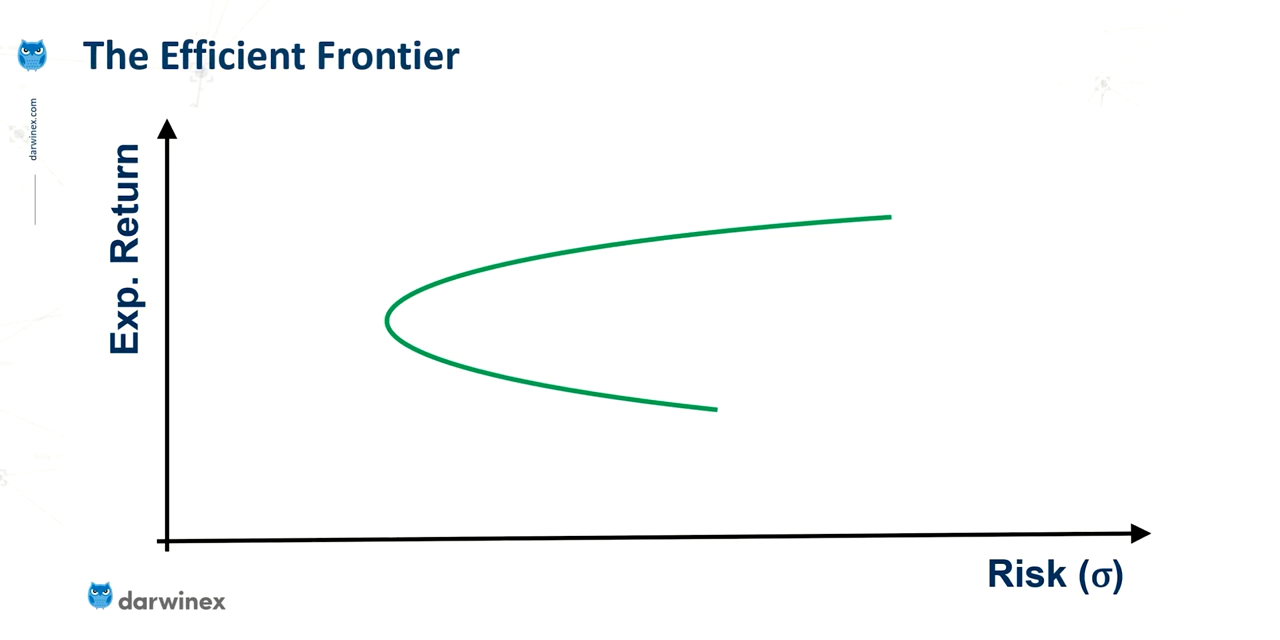 The Efficient Frontier
darwinex.com
Exp. Return
Risk (σ)
darwinex